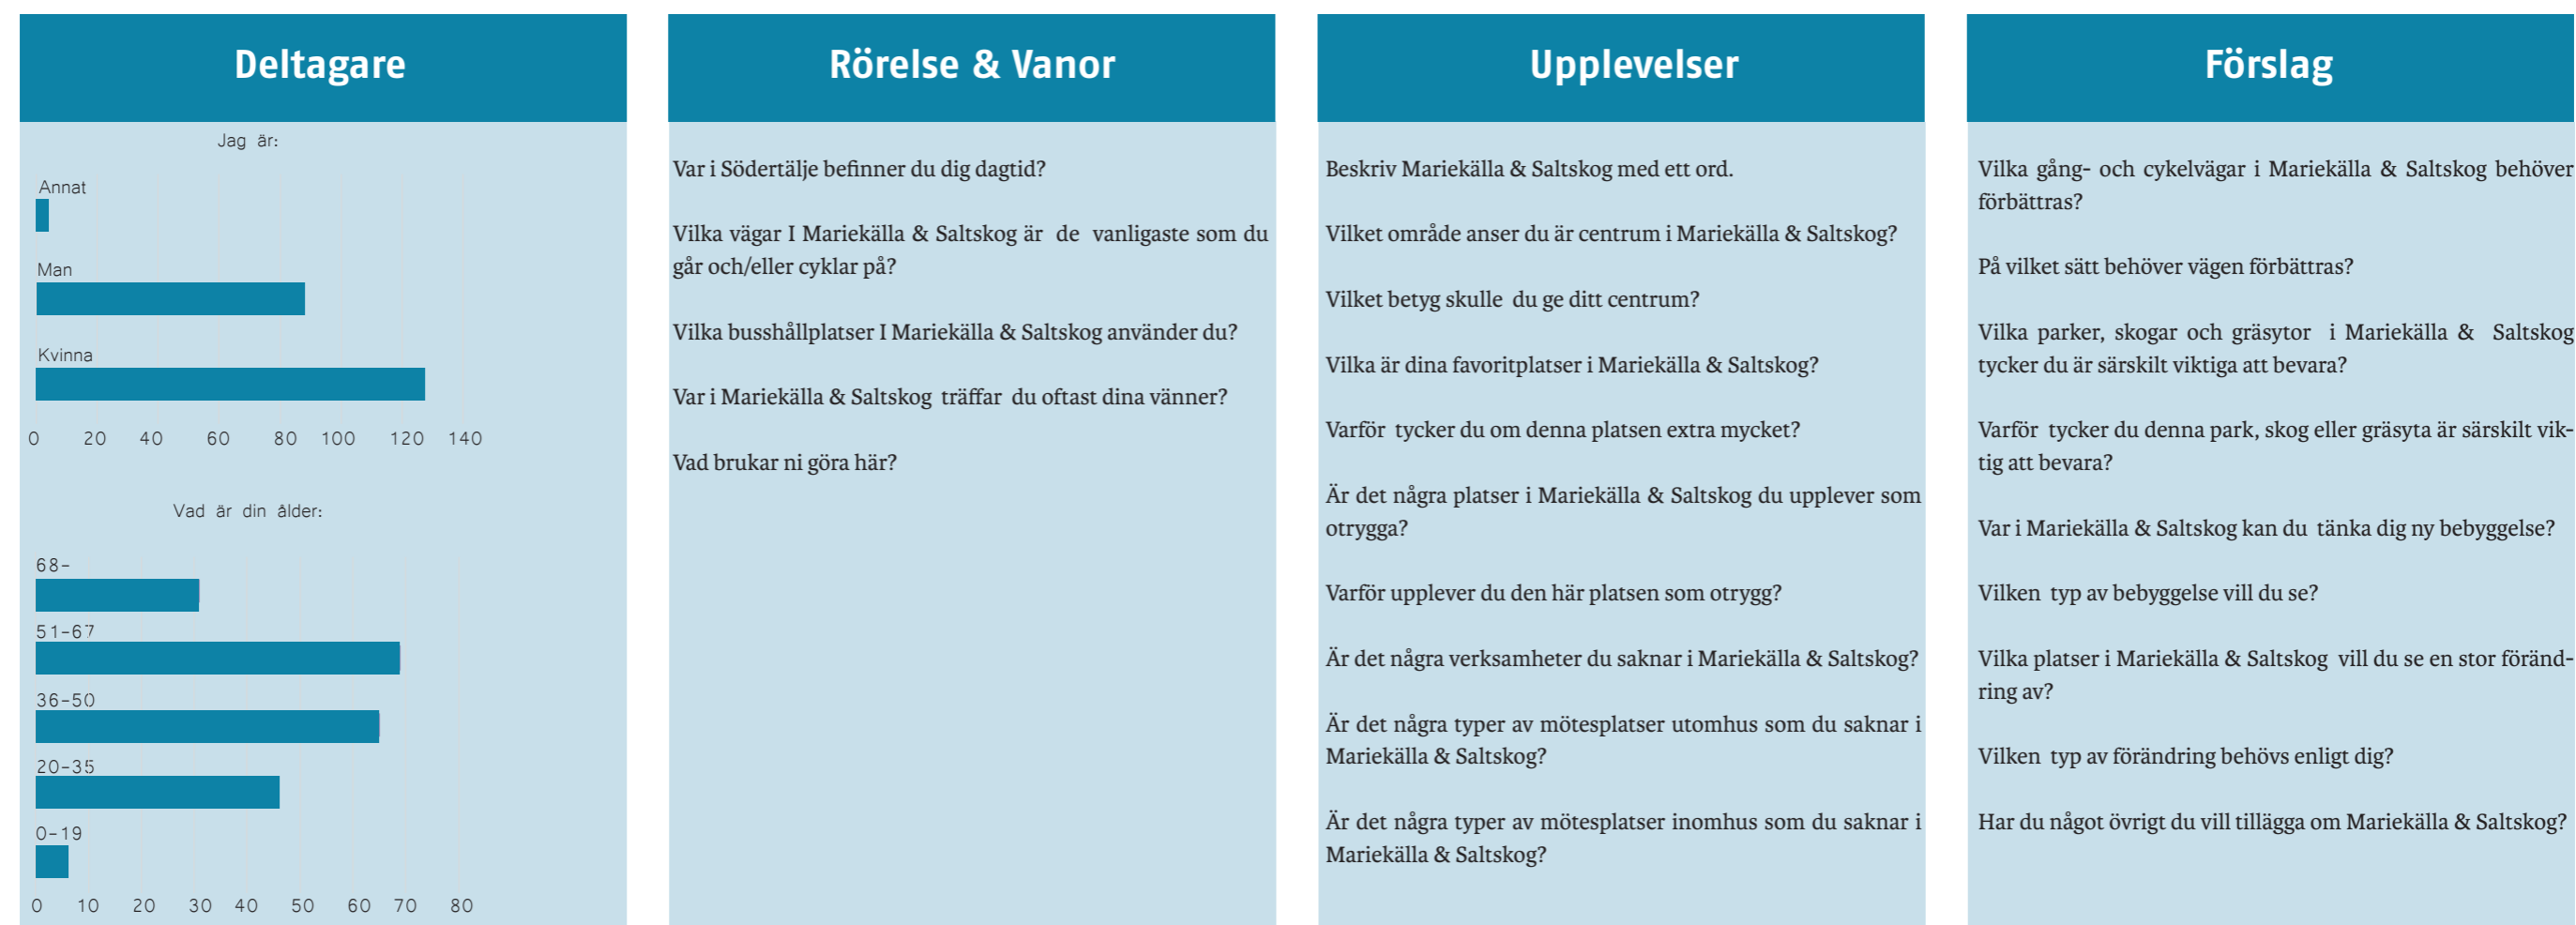 Deltagare
Jag är:
Annat
Man
Kvinna
0 20 40 60 80 100 120 140
Vad är din ålder:
68-
51-67
36-50
20-35
0-19
0 10 20 30 40 50 60 70 80
Rörelse & Vanor
Var i Södertälje befinner du dig dagtid?
Vilka vägar I Mariekälla & Saltskog är de vanligaste som du
går och/eller cyklar på?
Vilka busshållplatser I Mariekälla & Saltskog använder du?
Var i Mariekälla & Saltskog träffar du oftast dina vänner?
Vad brukar ni göra här?
Upplevelser
Beskriv Mariekälla & Saltskog med ett ord.
Vilket område anser du är centrum i Mariekälla & Saltskog?
Vilket betyg skulle du ge ditt centrum?
Vilka är dina favoritplatser i Mariekälla & Saltskog?
Varför tycker du om denna platsen extra mycket?
Är det några platser i Mariekälla & Saltskog du upplever som
otrygga?
Varför upplever du den här platsen som otrygg?
Är det några verksamheter du saknar i Mariekälla & Saltskog?
Är det några typer av mötesplatser utomhus som du saknar i
Mariekälla & Saltskog?
Är det några typer av mötesplatser inomhus som du saknar i
Mariekälla & Saltskog?
Förslag
Vilka gång- och cykelvägar i Mariekälla & Saltskog behöver
förbättras?
På vilket sätt behöver vägen förbättras?
Vilka parker, skogar och gräsytor i Mariekälla & Saltskog
tycker du är särskilt viktiga att bevara?
Varför tycker du denna park, skog eller gräsyta är särskilt vik-
tig att bevara?
Var i Mariekälla & Saltskog kan du tänka dig ny bebyggelse?
Vilken typ av bebyggelse vill du se?
Vilka platser i Mariekälla & Saltskog vill du se en stor föränd-
ring av?
Vilken typ av förändring behövs enligt dig?
Har du något övrigt du vill tillägga om Mariekälla & Saltskog?